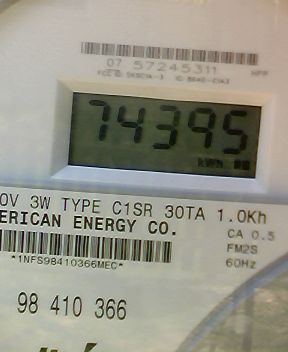 07 57245311
74395
kWh
0V 3W TYPE C1SR 30TA 1.0Kh
ERICAN ENERGY CO.
CA 0.5
FM2S
*1NFS98410366MEC*
60Hz
98 410 366